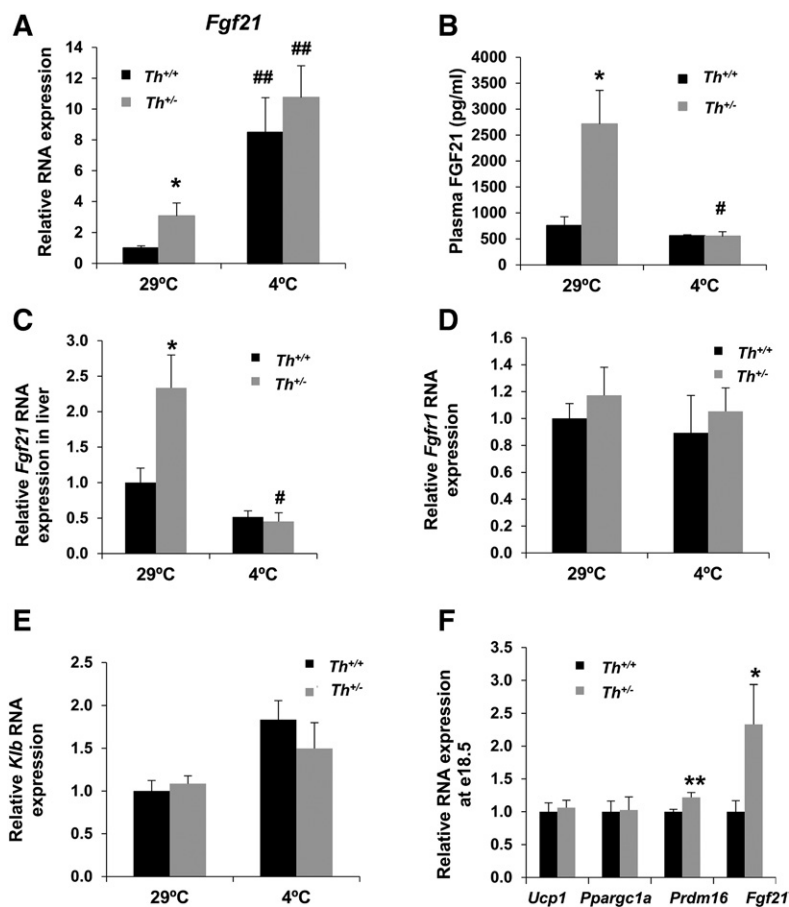 A
Fgf21
Relative RNA expression
14
12
10
8
6
4
2
0
Th+/+
Th+/-
*
##
##
29ºC
4ºC
B
Plasma FGF21 (pg/ml)
4000
3500
3000
2500
2000
1500
1000
500
0
Th+/+
Th+/-
*
#
29ºC
4ºC
C
Relative Fgf21 RNA
expression in liver
3.0
2.5
2.0
1.5
1.0
0.5
0.0
Th+/+
Th+/-
*
#
29ºC
4ºC
D
Relative Fgfr1 RNA
expression
1.6
1.4
1.2
1.0
0.8
0.6
0.4
0.2
0.0
Th+/+
Th+/-
29ºC
4ºC
E
Relative Klb RNA
expression
2.5
2.0
1.5
1.0
0.5
0.0
Th+/+
Th+/-
29ºC
4ºC
F
Relative RNA expression
at e18.5
3.5
3.0
2.5
2.0
1.5
1.0
0.5
0.0
Th+/+
Th+/-
**
*
Ucp1 Ppargc1a Prdm16 Fgf21